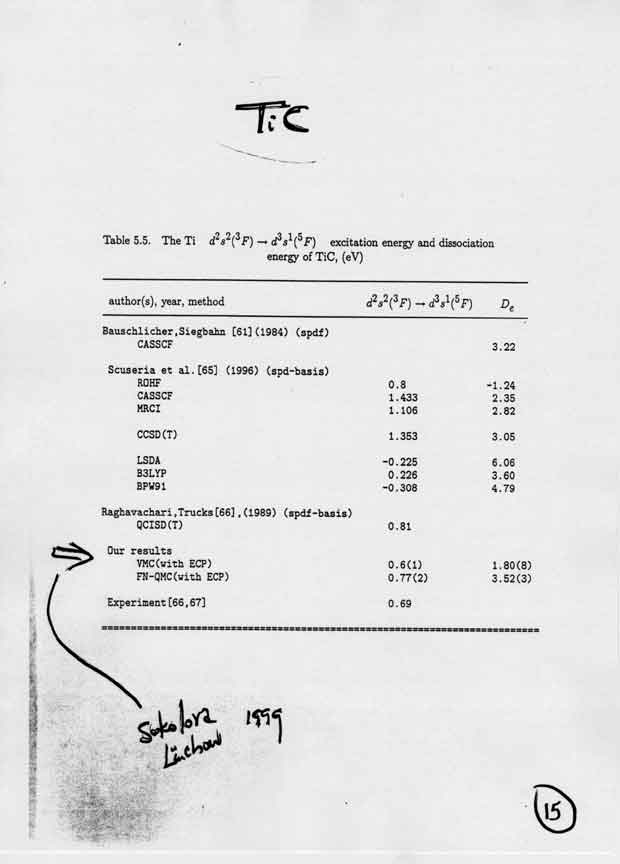 TiC
Table 5.5. The Ti d²s²(³F) → d³s¹(⁵F) excitation energy and dissociation
energy of TiC, (eV)
author(s), year, method d²s²(³F) → d³s¹(⁵F) Dₑ
Bauschlicher,Siegbahn [61](1984) (spdf)
CASSCF 3.22
Scuseria et al.[65] (1996) (spd-basis)
ROHF 0.8 -1.24
CASSCF 1.433 2.35
MRCI 1.106 2.82
CCSD(T) 1.353 3.05
LSDA -0.225 6.06
B3LYP 0.226 3.60
BPW91 -0.308 4.79
Raghavachari,Trucks[66],(1989) (spdf-basis)
QCISD(T) 0.81
Our results
VMC(with ECP) 0.6(1) 1.80(8)
FN-QMC(with ECP) 0.77(2) 3.52(3)
Experiment[66,67] 0.69
Sokolova 1999
Lüchow
15